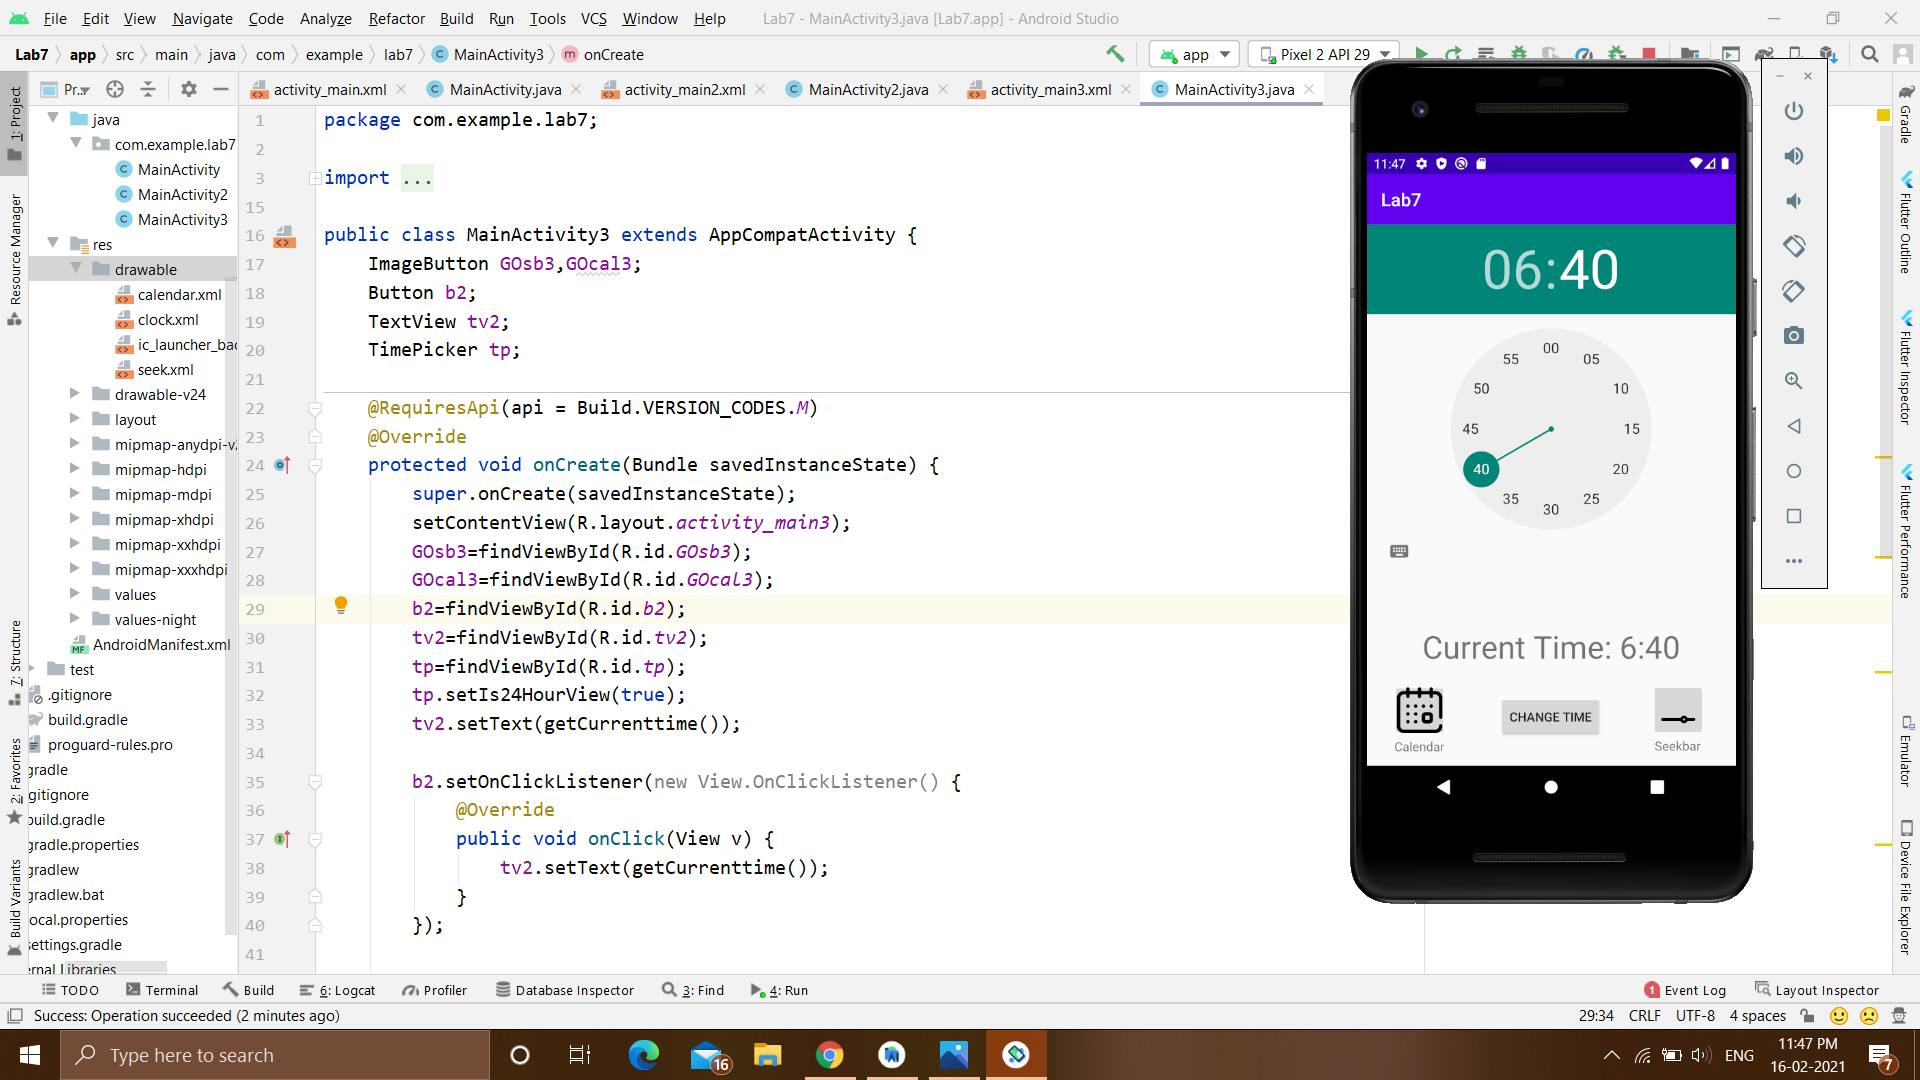 File Edit View Navigate Code Analyze Refactor Build Run Tools VCS Window Help Lab7 - MainActivity3.java [Lab7.app] - Android Studio
Lab7 app src main java com example lab7 MainActivity3 onCreate app Pixel 2 API 29
Pr... activity_main.xml MainActivity.java activity_main2.xml MainActivity2.java activity_main3.xml MainActivity3.java
1: Project
Resource Manager
7: Structure
2: Favorites
Build Variants
java
com.example.lab7
MainActivity
MainActivity2
MainActivity3
res
drawable
calendar.xml
clock.xml
ic_launcher_bac
seek.xml
drawable-v24
layout
mipmap-anydpi-v
mipmap-hdpi
mipmap-mdpi
mipmap-xhdpi
mipmap-xxhdpi
mipmap-xxxhdpi
values
values-night
AndroidManifest.xml
test
.gitignore
build.gradle
proguard-rules.pro
gradle
gitignore
build.gradle
gradle.properties
gradlew
gradlew.bat
local.properties
settings.gradle
ernal Libraries
1 package com.example.lab7;
2
3 import ...
15
16 public class MainActivity3 extends AppCompatActivity {
17 ImageButton GOsb3,GOcal3;
18 Button b2;
19 TextView tv2;
20 TimePicker tp;
21
22 @RequiresApi(api = Build.VERSION_CODES.M)
23 @Override
24 protected void onCreate(Bundle savedInstanceState) {
25 super.onCreate(savedInstanceState);
26 setContentView(R.layout.activity_main3);
27 GOsb3=findViewById(R.id.GOsb3);
28 GOcal3=findViewById(R.id.GOcal3);
29 b2=findViewById(R.id.b2);
30 tv2=findViewById(R.id.tv2);
31 tp=findViewById(R.id.tp);
32 tp.setIs24HourView(true);
33 tv2.setText(getCurrenttime());
34
35 b2.setOnClickListener(new View.OnClickListener() {
36 @Override
37 public void onClick(View v) {
38 tv2.setText(getCurrenttime());
39 }
40 });
41
11:47
Lab7
06:40
00
55 05
50 10
45 15
40 20
35 25
30
Current Time: 6:40
CHANGE TIME
Calendar Seekbar
Gradle
Flutter Outline
Flutter Inspector
Flutter Performance
Emulator
Device File Explorer
TODO Terminal Build 6: Logcat Profiler Database Inspector 3: Find 4: Run 1 Event Log Layout Inspector
Success: Operation succeeded (2 minutes ago) 29:34 CRLF UTF-8 4 spaces
Type here to search 16 ENG 11:47 PM
16-02-2021 7